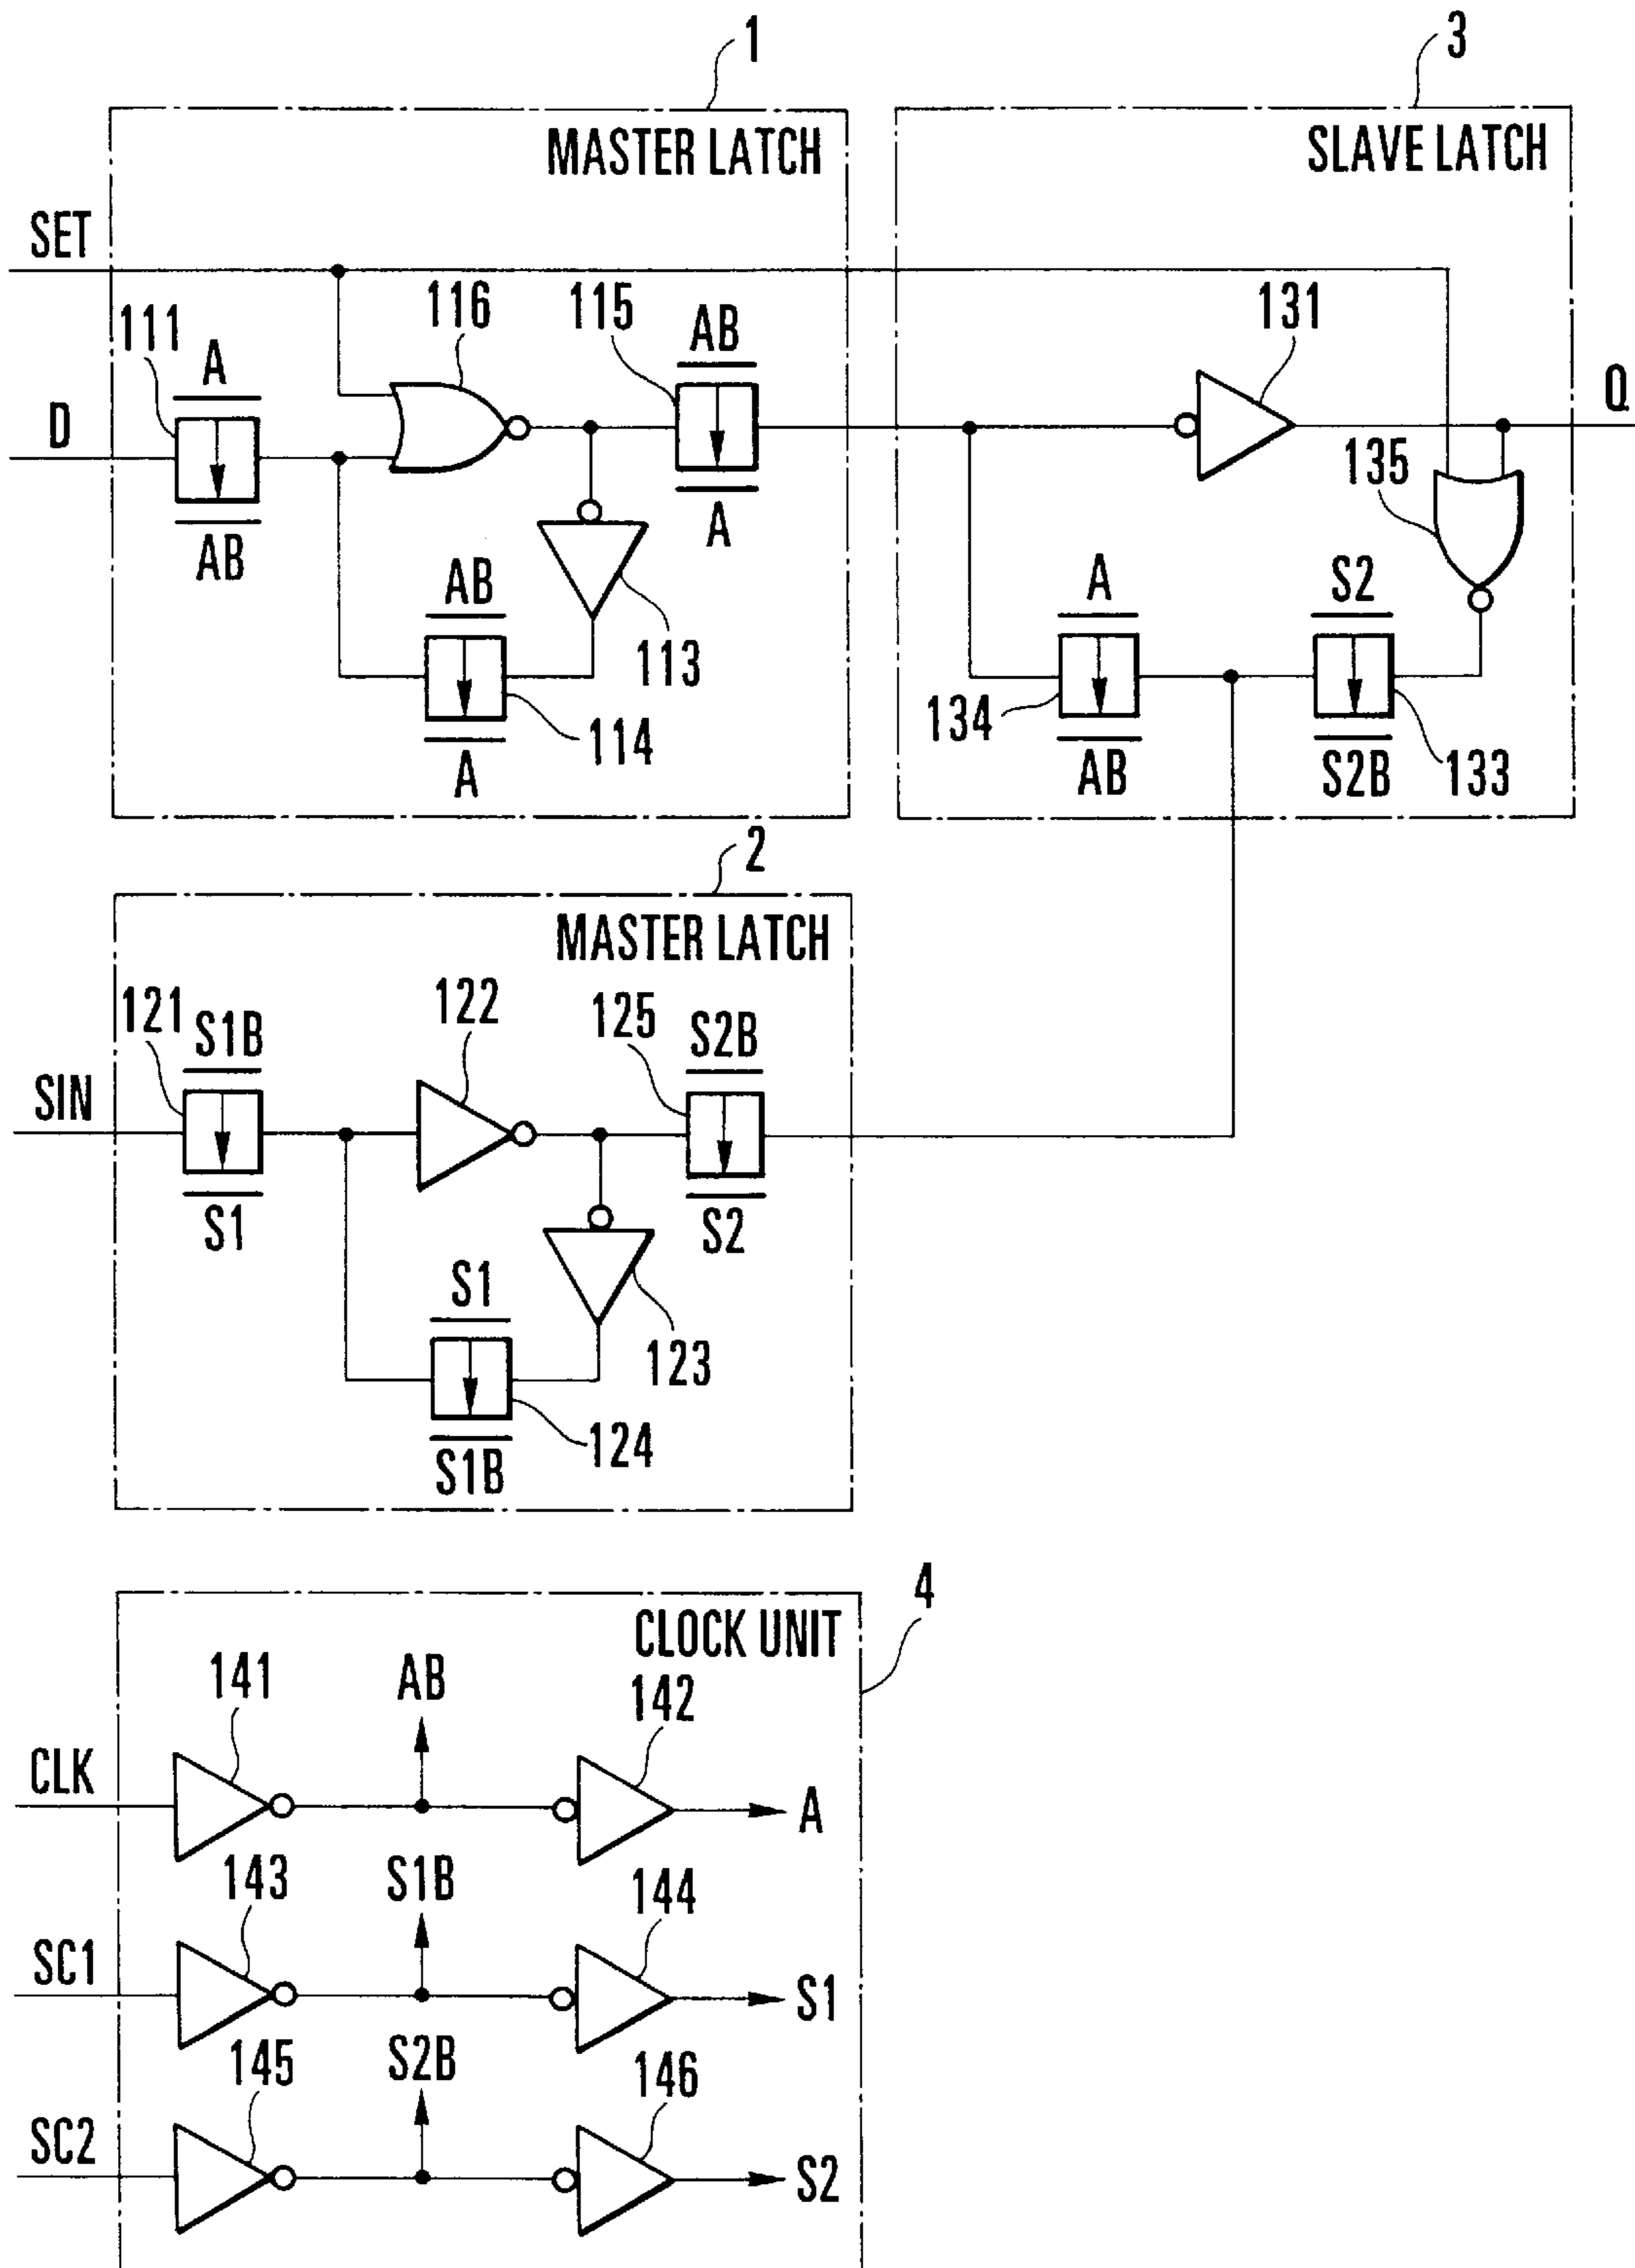 1
3
MASTER LATCH
SLAVE LATCH
SET
111
A
116
115
AB
131
D
Q
AB
A
135
AB
113
A
S2
114
A
134
AB
S2B
133
2
MASTER LATCH
121
S1B
122
125
S2B
SIN
S1
S2
S1
123
124
S1B
4
CLOCK UNIT
141
AB
142
CLK
A
143
S1B
144
SC1
S1
145
S2B
146
SC2
S2